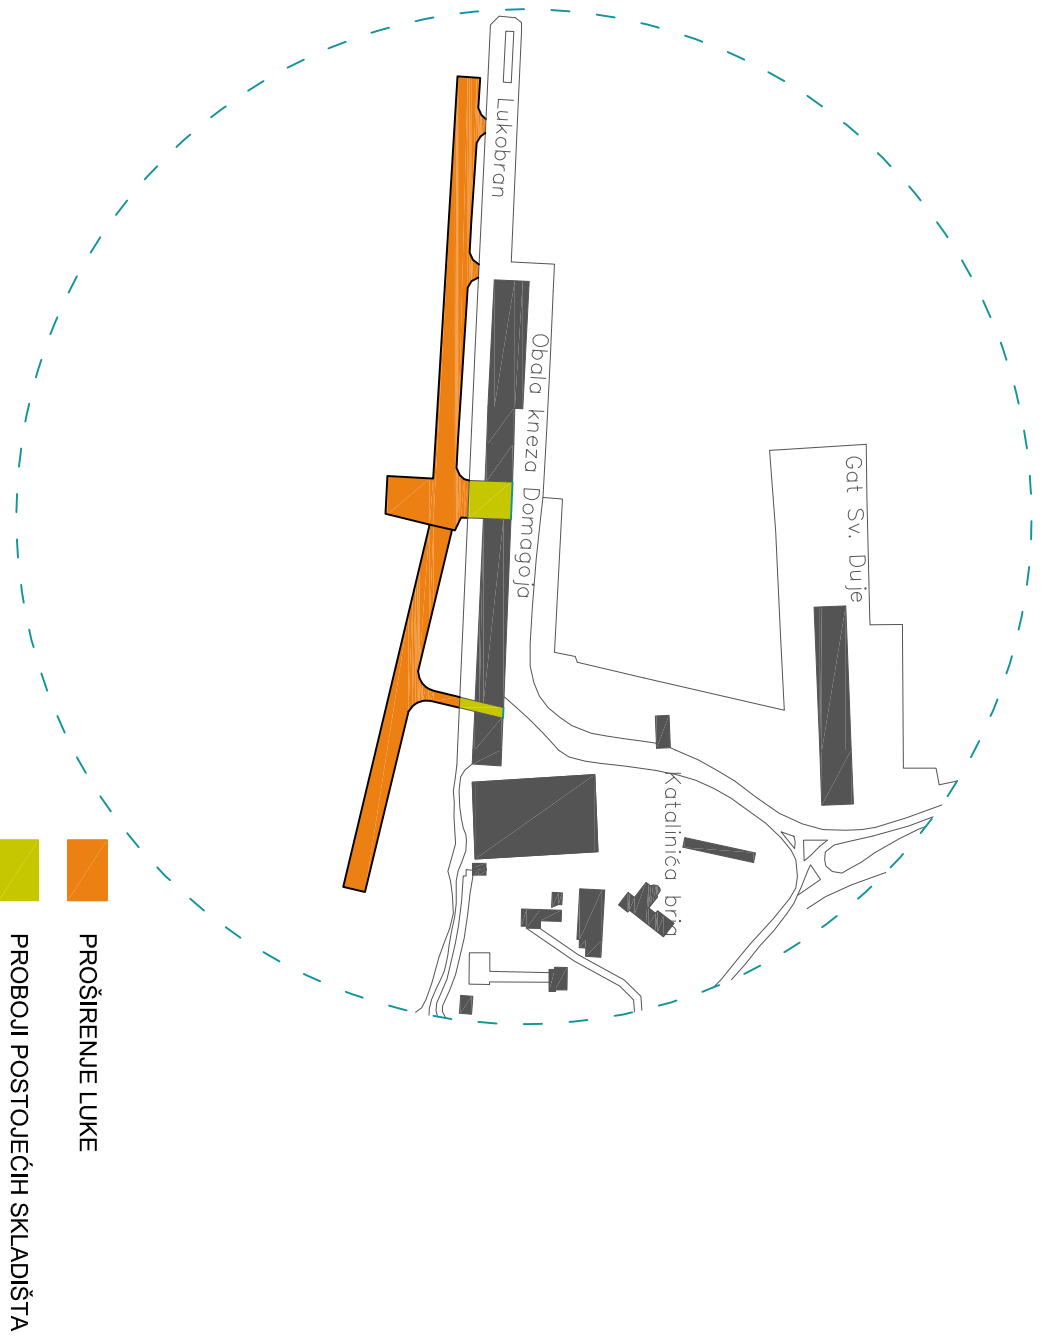 Lukobran
Obala kneza Domagoja
Gat Sv. Duje
Katalinića brig
PROŠIRENJE LUKE
PROBOJI POSTOJEĆIH SKLADIŠTA